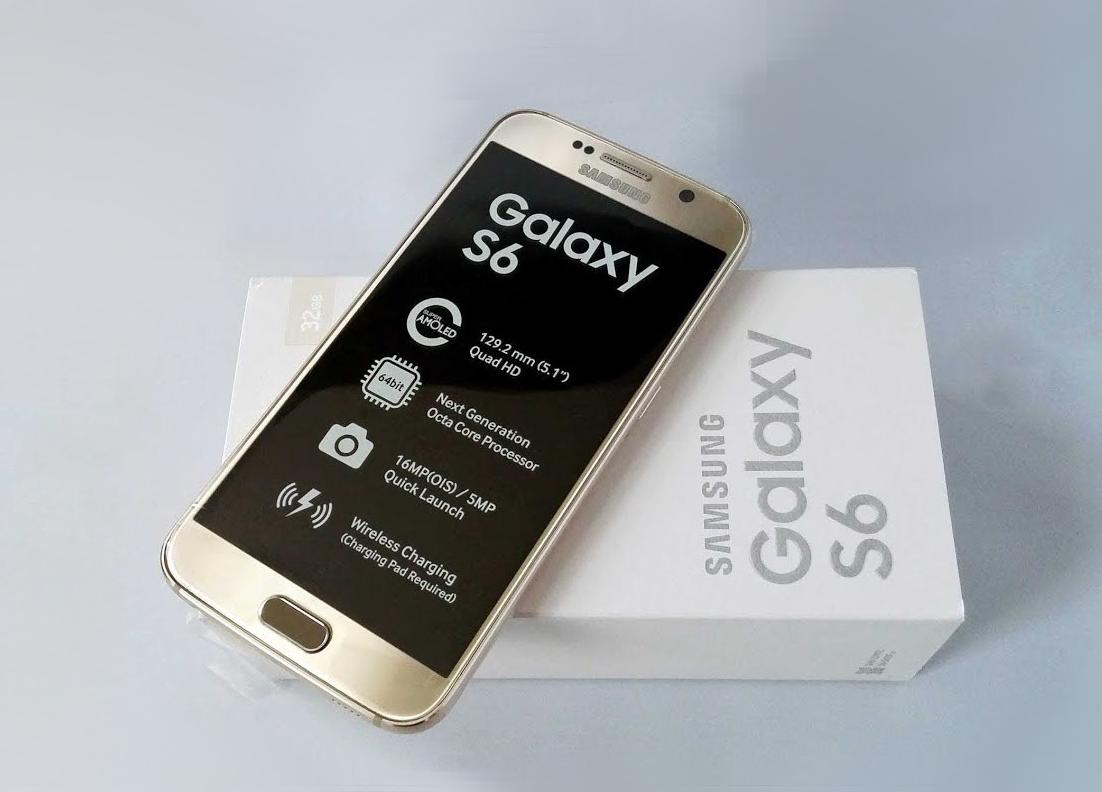 SAMSUNG
Galaxy
S6
SUPER
AMOLED
129.2 mm (5.1")
Quad HD
64bit
Next Generation
Octa Core Processor
16MP(OIS) / 5MP
Quick Launch
Wireless Charging
(Charging Pad Required)
32GB
SAMSUNG
Galaxy
S6